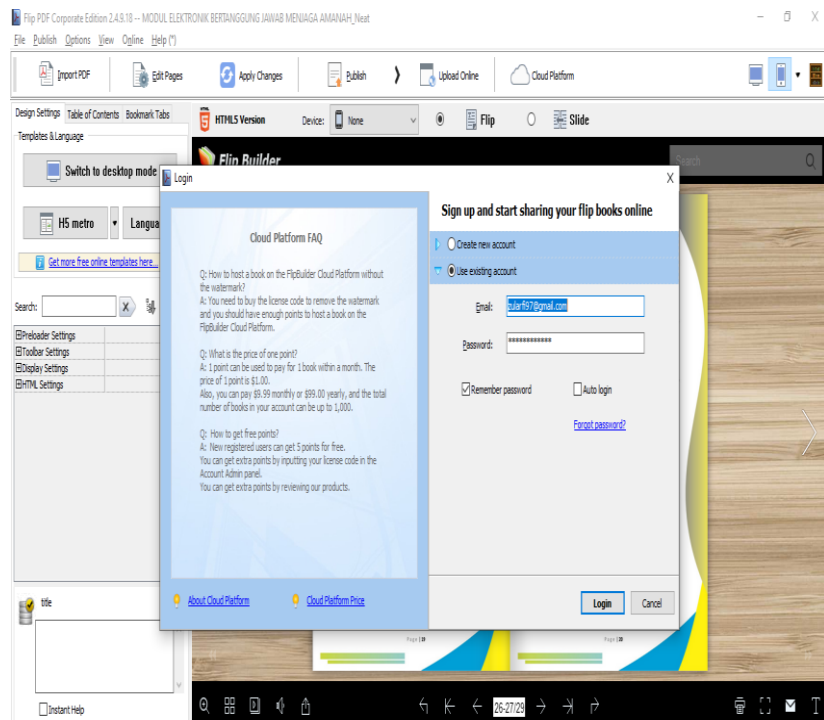 Flip PDF Corporate Edition 2.4.9.18 -- MODUL ELEKTRONIK BERTANGGUNG JAWAB MENJAGA AMANAH_Neat
File Publish Options View Online Help (*)
Import PDF Edit Pages Apply Changes Publish Upload Online Cloud Platform
Design Settings Table of Contents Bookmark Tabs
HTML5 Version Device: None Flip Slide
Templates & Language
Switch to desktop mode
H5 metro Langua
Get more free online templates here...
Search: X
Preloader Settings
Toolbar Settings
Display Settings
HTML Settings
title
Instant Help
Flip Builder
Search
Login X
Cloud Platform FAQ
Q: How to host a book on the FlipBuilder Cloud Platform without
the watermark?
A: You need to buy the license code to remove the watermark
and you should have enough points to host a book on the
FlipBuilder Cloud Platform.
Q: What is the price of one point?
A: 1 point can be used to pay for 1 book within a month. The
price of 1 point is $1.00.
Also, you can pay $9.99 monthly or $99.00 yearly, and the total
number of books in your account can be up to 1,000.
Q: How to get free points?
A: New registered users can get 5 points for free.
You can get extra points by inputting your license code in the
Account Admin panel.
You can get extra points by reviewing our products.
About Cloud Platform Cloud Platform Price
Sign up and start sharing your flip books online
Create new account
Use existing account
Email: zularfi97@gmail.com
Password: ************
Remember password Auto login
Forgot password?
Login Cancel
Page | 19 Page | 20
26-27/29
T